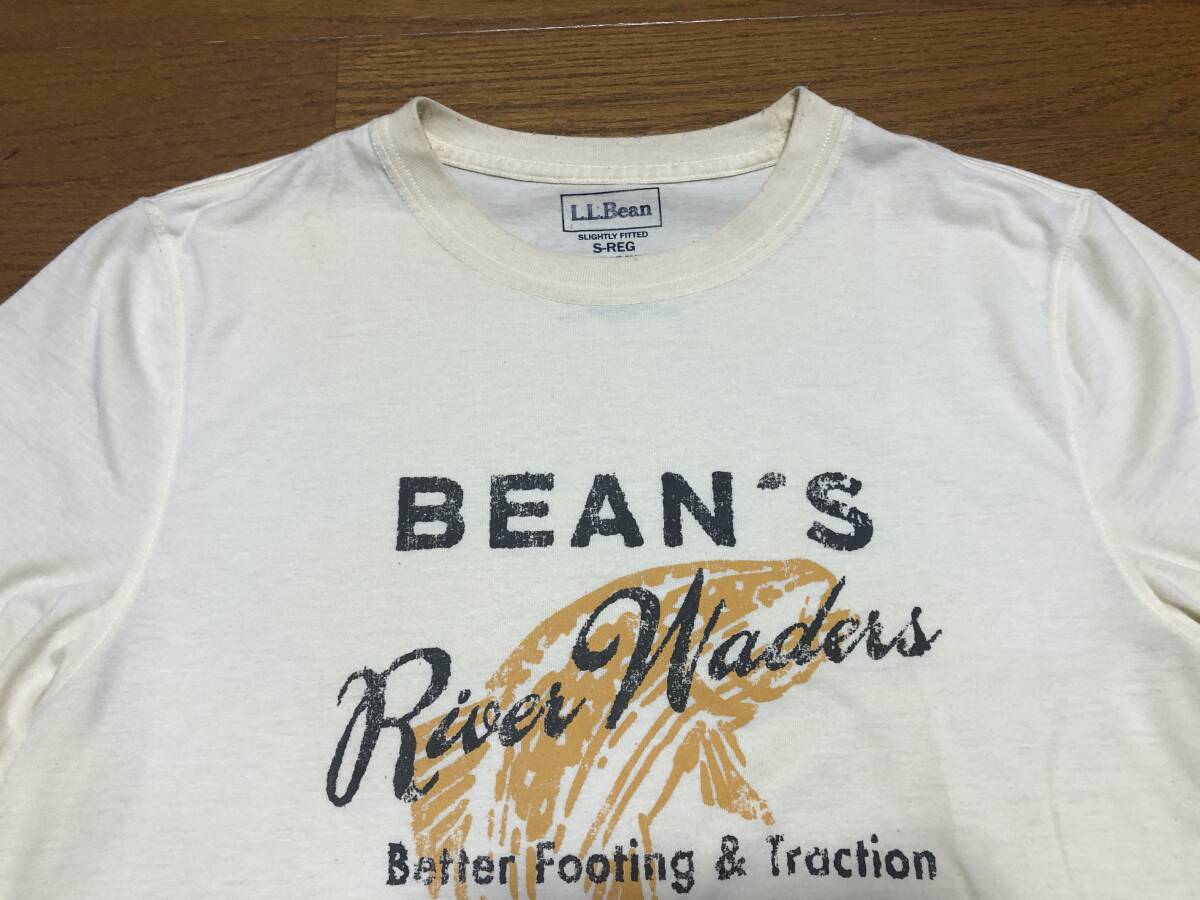 L.L.Bean
SLIGHTLY FITTED
S-REG
BEAN'S
River Waders
Better Footing & Traction